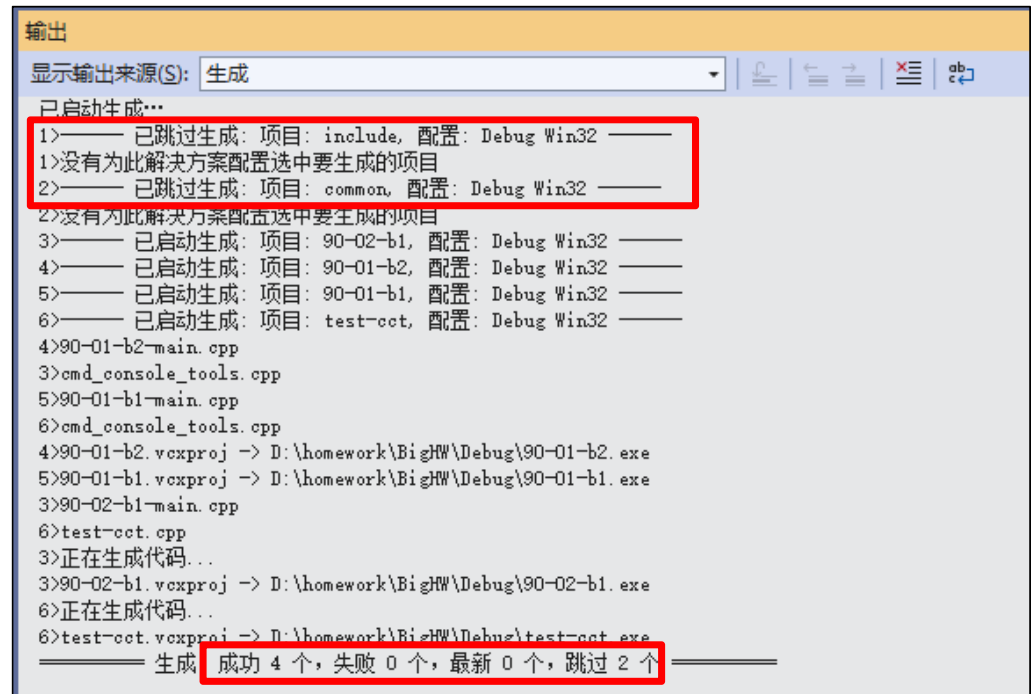 输出
显示输出来源(S): 生成
已启动生成…
1>------ 已跳过生成: 项目: include, 配置: Debug Win32 ------
1>没有为此解决方案配置选中要生成的项目
2>------ 已跳过生成: 项目: common, 配置: Debug Win32 ------
2>没有为此解决方案配置选中要生成的项目
3>------ 已启动生成: 项目: 90-02-b1, 配置: Debug Win32 ------
4>------ 已启动生成: 项目: 90-01-b2, 配置: Debug Win32 ------
5>------ 已启动生成: 项目: 90-01-b1, 配置: Debug Win32 ------
6>------ 已启动生成: 项目: test-cct, 配置: Debug Win32 ------
4>90-01-b2-main.cpp
3>cmd_console_tools.cpp
5>90-01-b1-main.cpp
6>cmd_console_tools.cpp
4>90-01-b2.vcxproj -> D:\homework\BigHW\Debug\90-01-b2.exe
5>90-01-b1.vcxproj -> D:\homework\BigHW\Debug\90-01-b1.exe
3>90-02-b1-main.cpp
6>test-cct.cpp
3>正在生成代码...
3>90-02-b1.vcxproj -> D:\homework\BigHW\Debug\90-02-b1.exe
6>正在生成代码...
6>test-cct.vcxproj -> D:\homework\BigHW\Debug\test-cct.exe
========== 生成: 成功 4 个，失败 0 个，最新 0 个，跳过 2 个 ==========